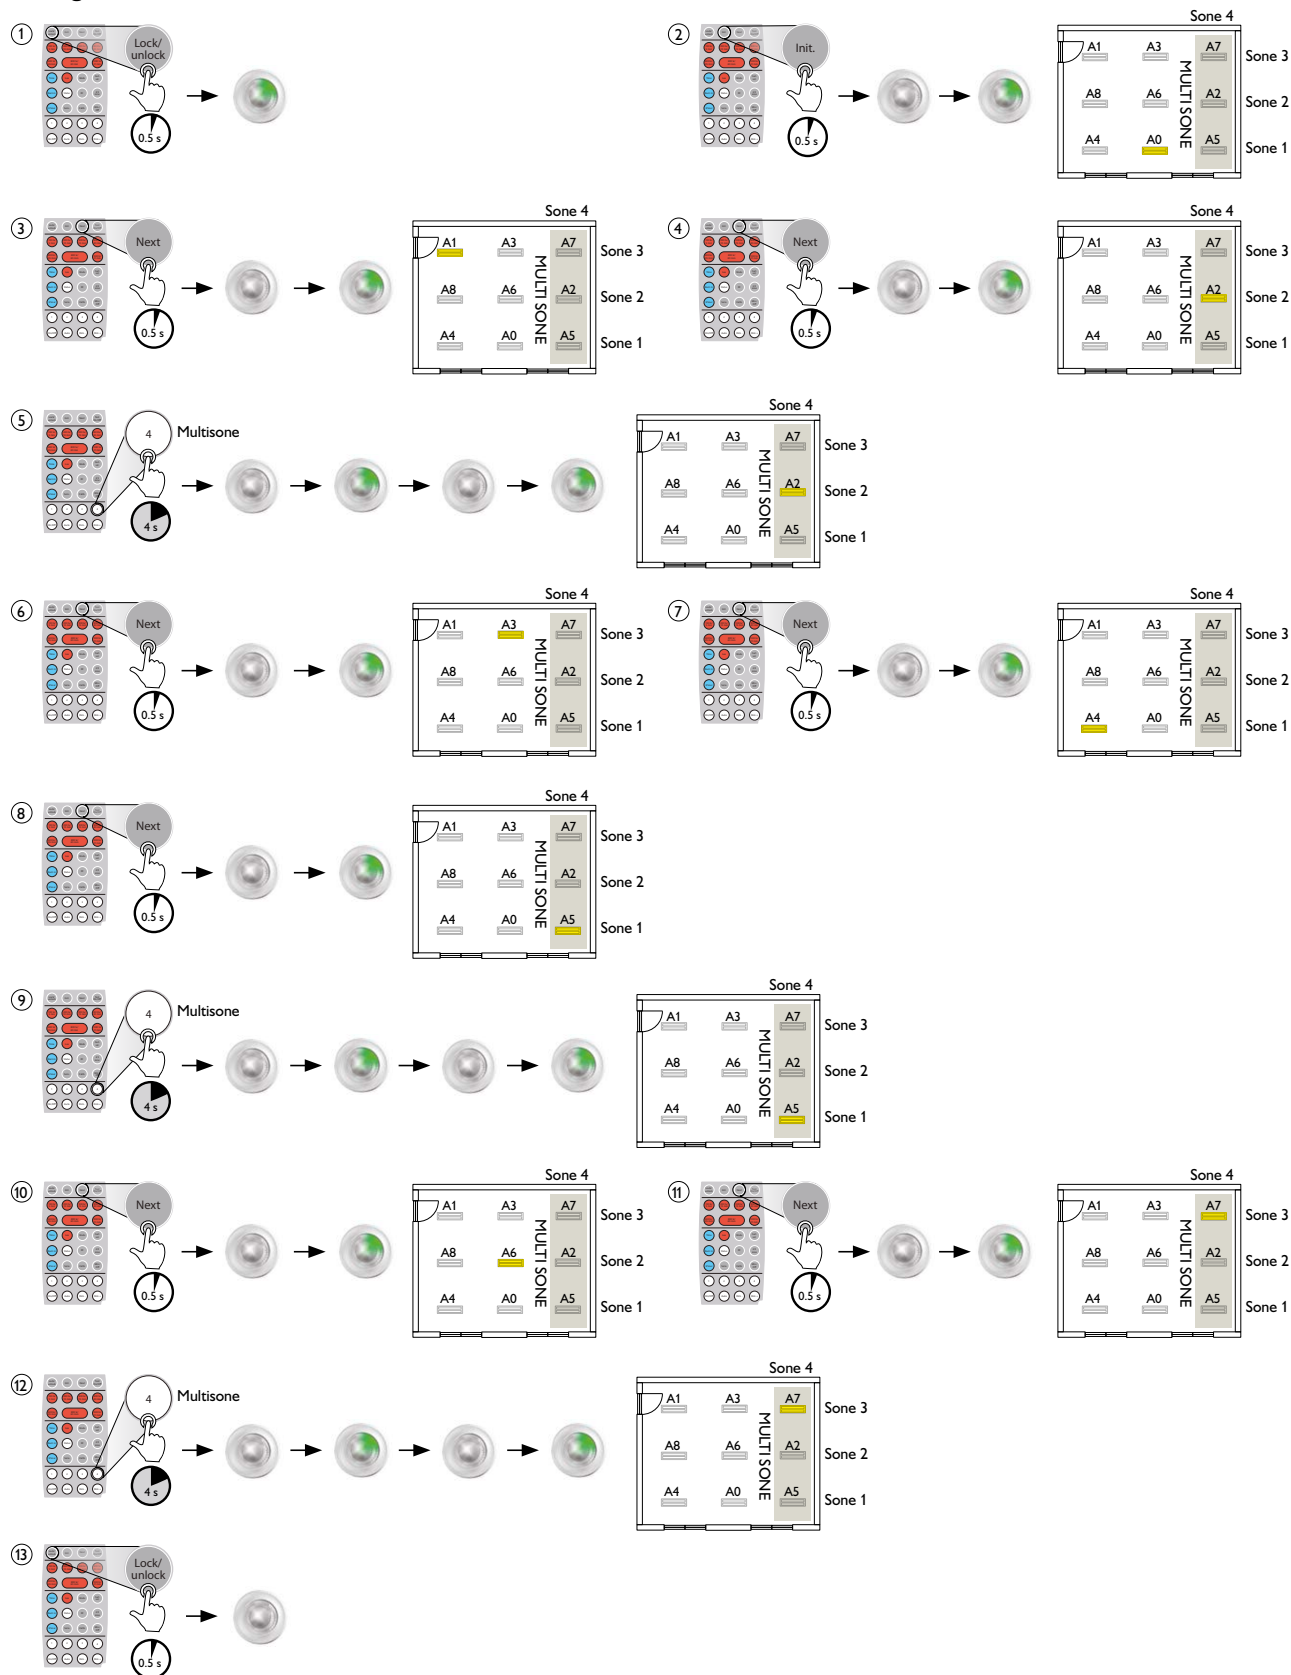 1
Lock/
unlock
0.5 s
2
Init.
0.5 s
Sone 4
A1 A3 A7 Sone 3
A8 A6 A2 Sone 2
A4 A0 A5 Sone 1
MULTI SONE
3
Next
0.5 s
Sone 4
A1 A3 A7 Sone 3
A8 A6 A2 Sone 2
A4 A0 A5 Sone 1
MULTI SONE
4
Next
0.5 s
Sone 4
A1 A3 A7 Sone 3
A8 A6 A2 Sone 2
A4 A0 A5 Sone 1
MULTI SONE
5
4 Multisone
4 s
Sone 4
A1 A3 A7 Sone 3
A8 A6 A2 Sone 2
A4 A0 A5 Sone 1
MULTI SONE
6
Next
0.5 s
Sone 4
A1 A3 A7 Sone 3
A8 A6 A2 Sone 2
A4 A0 A5 Sone 1
MULTI SONE
7
Next
0.5 s
Sone 4
A1 A3 A7 Sone 3
A8 A6 A2 Sone 2
A4 A0 A5 Sone 1
MULTI SONE
8
Next
0.5 s
Sone 4
A1 A3 A7 Sone 3
A8 A6 A2 Sone 2
A4 A0 A5 Sone 1
MULTI SONE
9
4 Multisone
4 s
Sone 4
A1 A3 A7 Sone 3
A8 A6 A2 Sone 2
A4 A0 A5 Sone 1
MULTI SONE
10
Next
0.5 s
Sone 4
A1 A3 A7 Sone 3
A8 A6 A2 Sone 2
A4 A0 A5 Sone 1
MULTI SONE
11
Next
0.5 s
Sone 4
A1 A3 A7 Sone 3
A8 A6 A2 Sone 2
A4 A0 A5 Sone 1
MULTI SONE
12
4 Multisone
4 s
Sone 4
A1 A3 A7 Sone 3
A8 A6 A2 Sone 2
A4 A0 A5 Sone 1
MULTI SONE
13
Lock/
unlock
0.5 s